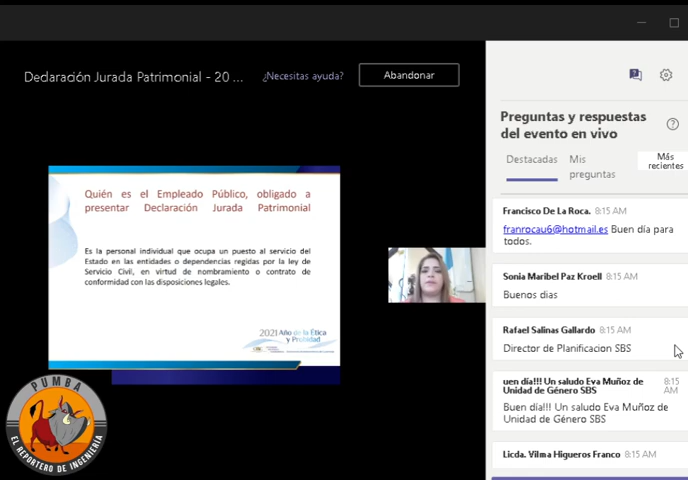 Declaración Jurada Patrimonial - 20 ...
¿Necesitas ayuda?
Abandonar
Quién es el Empleado Público, obligado a
presentar Declaración Jurada Patrimonial
Es la personal individual que ocupa un puesto al servicio del
Estado en las entidades o dependencias regidas por la ley de
Servicio Civil, en virtud de nombramiento o contrato de
conformidad con las disposiciones legales.
2021 Año de la Ética
y Probidad
PUMBA
EL REPORTERO DE INGENIERÍA
Preguntas y respuestas
del evento en vivo
Destacadas
Mis
preguntas
Más
recientes
Francisco De La Roca. 8:15 AM
franrocau6@hotmail.es Buen día para
todos.
Sonia Maribel Paz Kroell 8:15 AM
Buenos dias
Rafael Salinas Gallardo 8:15 AM
Director de Planificacion SBS
uen día!!! Un saludo Eva Muñoz de
Unidad de Género SBS
8:15
AM
Buen día!!! Un saludo Eva Muñoz de
Unidad de Género SBS
Licda. Vilma Higueros Franco 8:15 AM